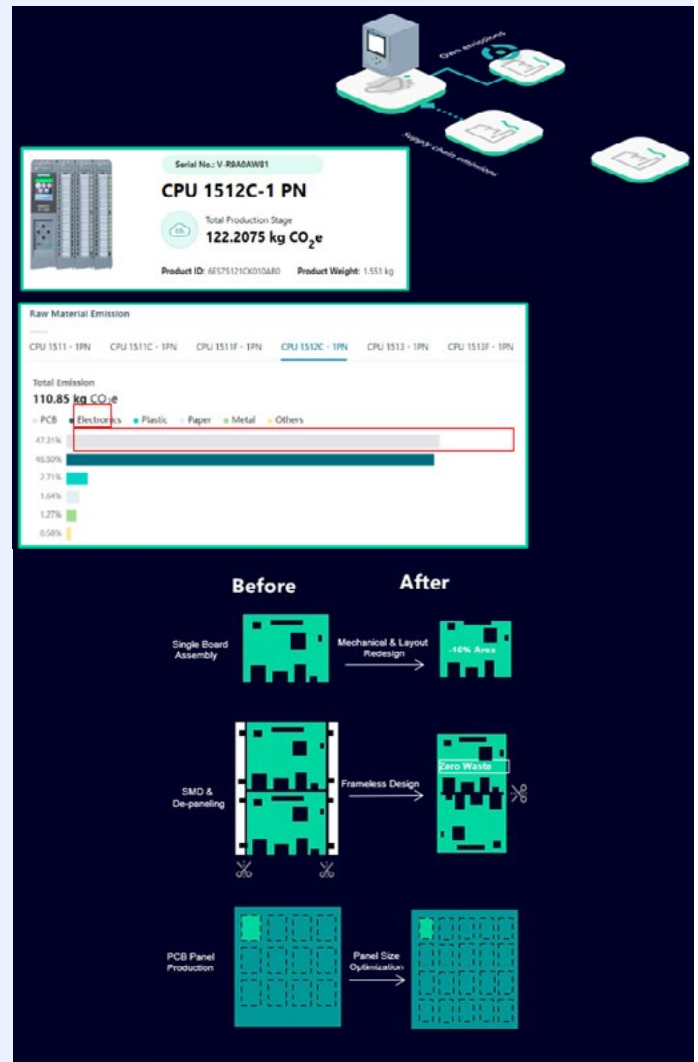 Own emissions
Supply chain emissions
Serial No.: V-R9A0AW81
CPU 1512C-1 PN
Total Production Stage
CO₂
122.2075 kg CO₂e
Product ID: 6ES75121CK010AB0 Product Weight: 1.551 kg
Raw Material Emission
CPU 1511 - 1PN CPU 1511C - 1PN CPU 1511F - 1PN CPU 1512C - 1PN CPU 1513 - 1PN CPU 1513F - 1PN
Total Emission
110.85 kg CO₂e
PCB Electronics Plastic Paper Metal Others
47.31%
46.50%
2.71%
1.64%
1.27%
0.50%
Before After
Single Board
Assembly
Mechanical & Layout
Redesign
-16% Area
SMD &
De-paneling
Frameless Design
Zero Waste
PCB Panel
Production
Panel Size
Optimization